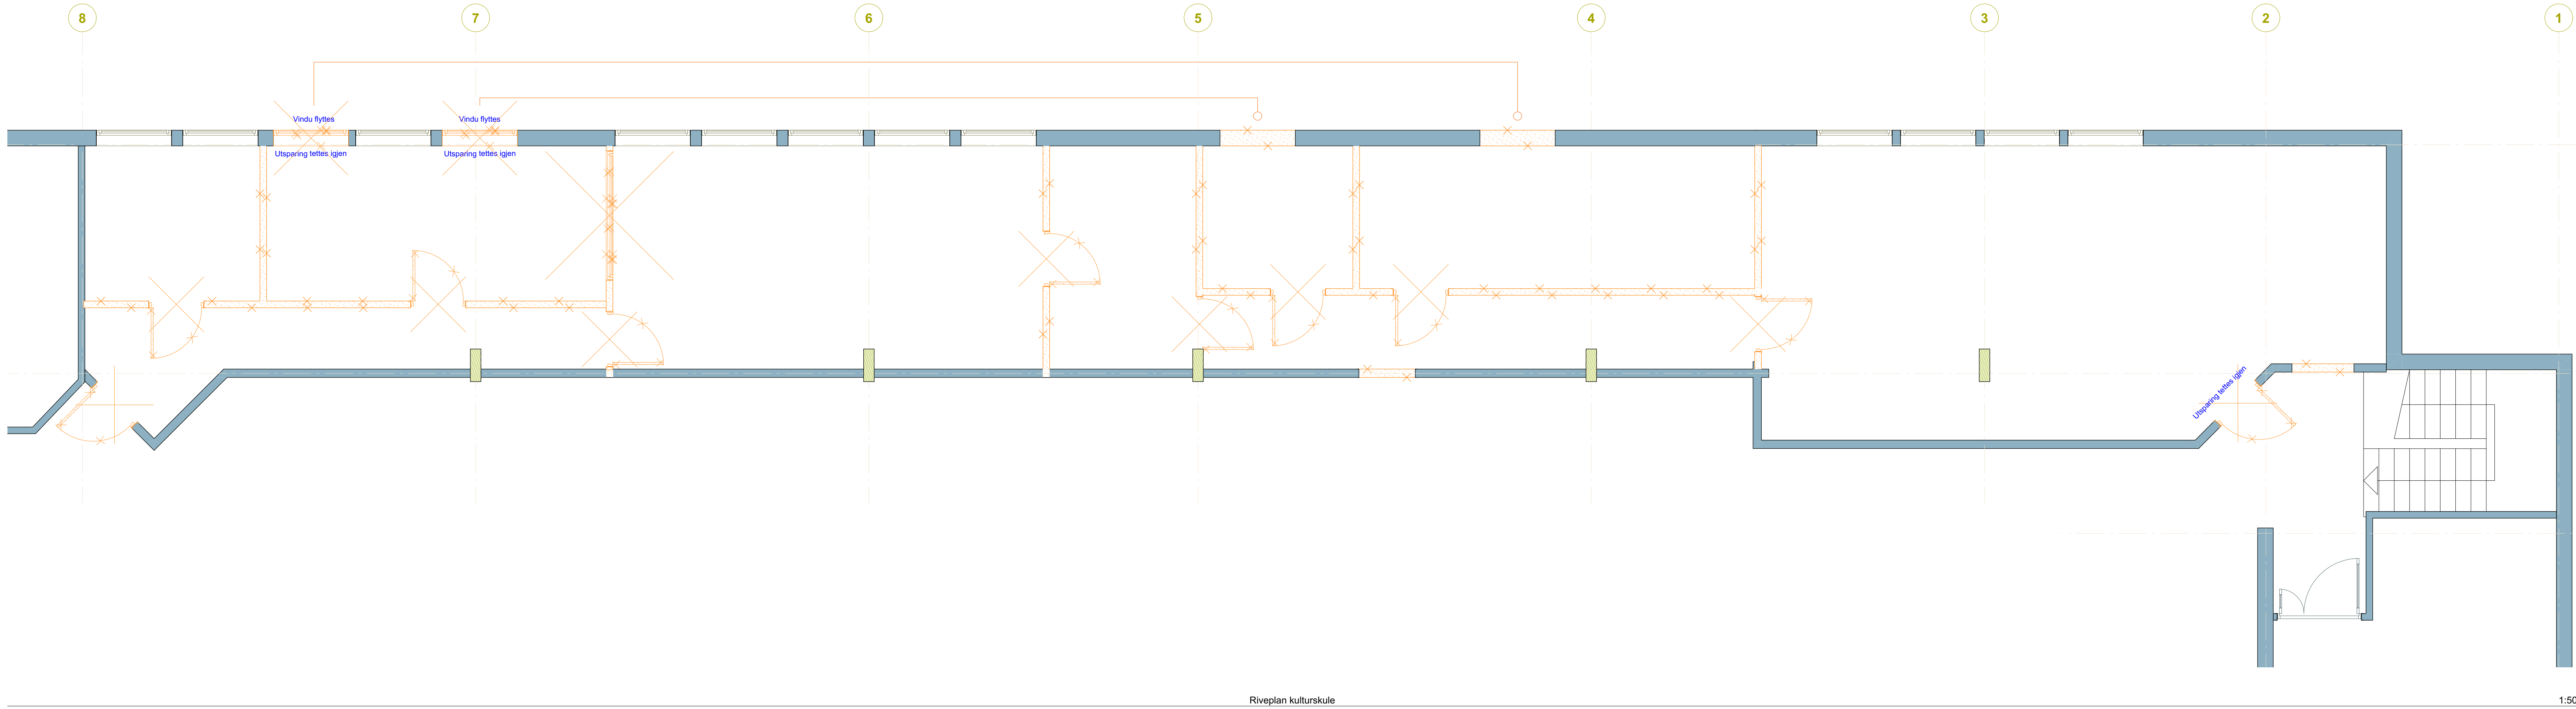 8 7 6 5 4 3 2 1
Vindu flyttes Vindu flyttes
Utsparing tettes igjen Utsparing tettes igjen
Utsparing tettes igjen
Riveplan kulturskule 1:50